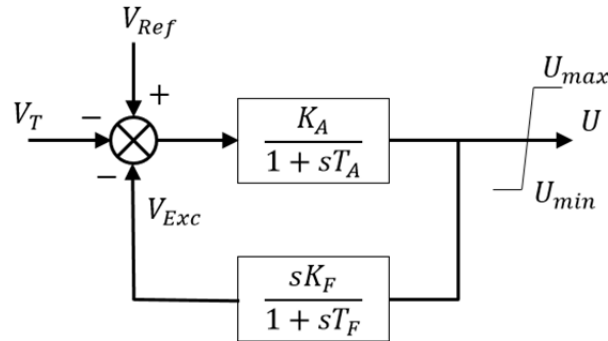 V_Ref
+
V_T
−
−
V_Exc
K_A
1 + sT_A
U_max
U
U_min
sK_F
1 + sT_F